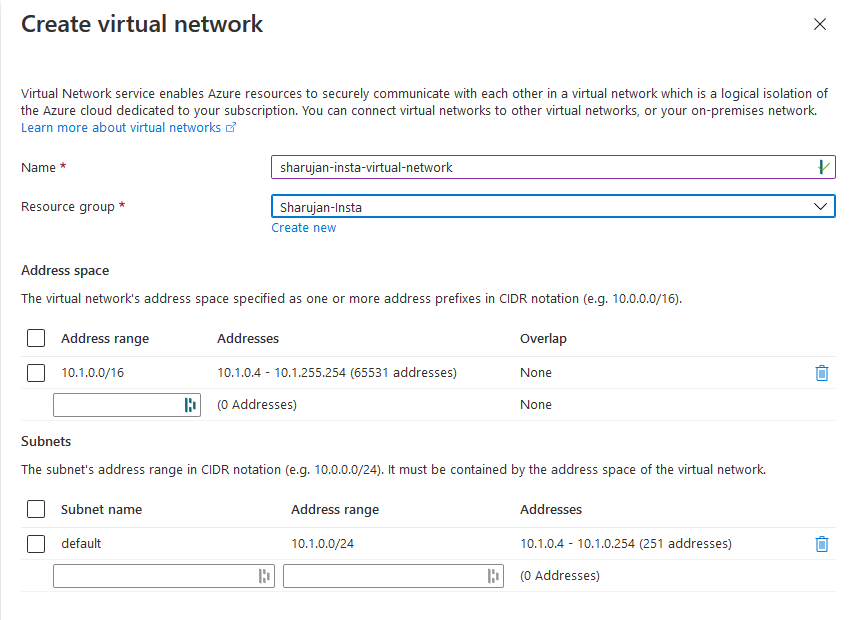 Create virtual network
Virtual Network service enables Azure resources to securely communicate with each other in a virtual network which is a logical isolation of
the Azure cloud dedicated to your subscription. You can connect virtual networks to other virtual networks, or your on-premises network.
Learn more about virtual networks
Name * sharujan-insta-virtual-network
Resource group * Sharujan-Insta
Create new
Address space
The virtual network's address space specified as one or more address prefixes in CIDR notation (e.g. 10.0.0.0/16).
Address range Addresses Overlap
10.1.0.0/16 10.1.0.4 - 10.1.255.254 (65531 addresses) None
(0 Addresses) None
Subnets
The subnet's address range in CIDR notation (e.g. 10.0.0.0/24). It must be contained by the address space of the virtual network.
Subnet name Address range Addresses
default 10.1.0.0/24 10.1.0.4 - 10.1.0.254 (251 addresses)
(0 Addresses)